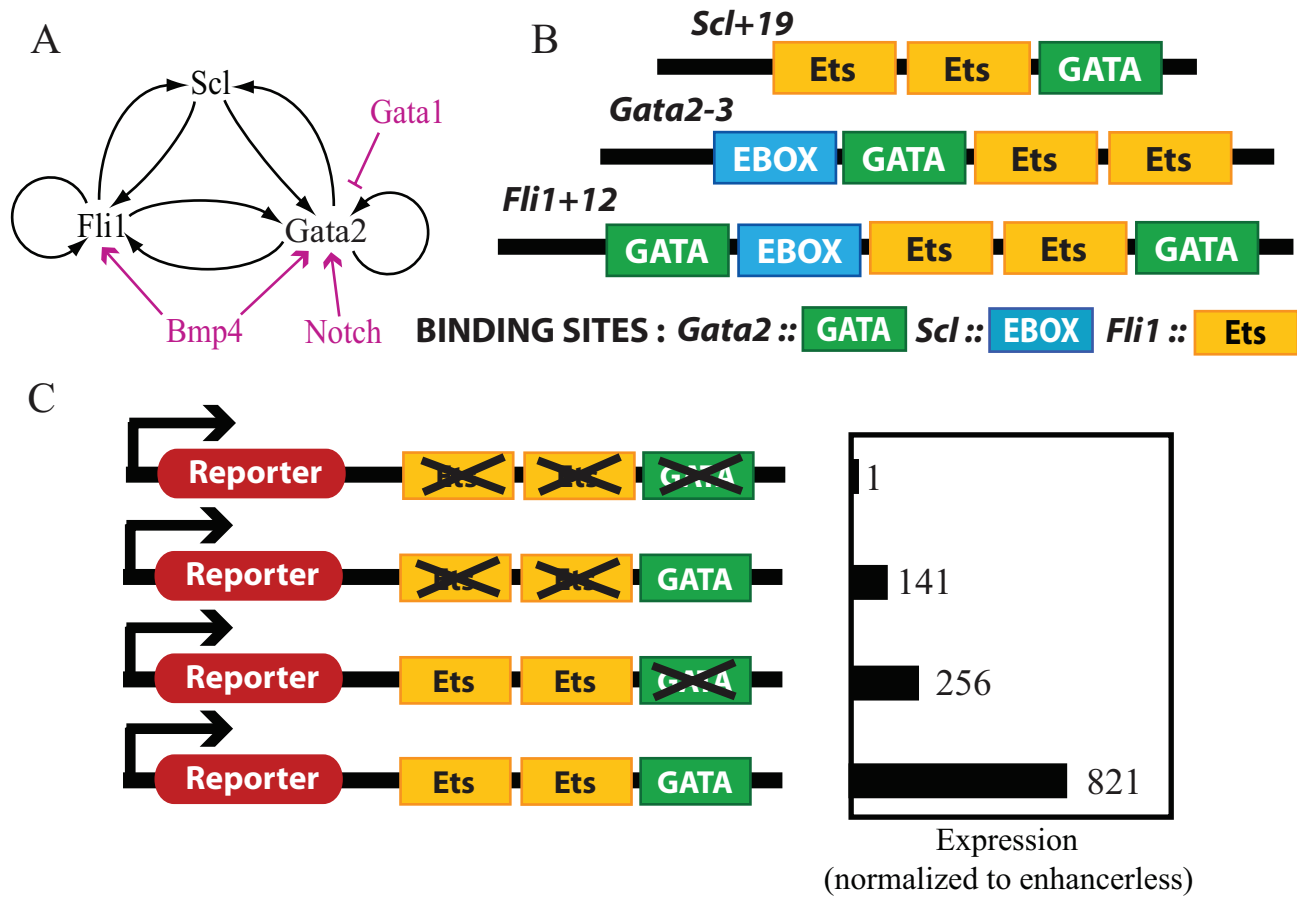 A
Scl
Gata1
Fli1
Gata2
Bmp4
Notch
B
Scl+19
Ets Ets GATA
Gata2-3
EBOX GATA Ets Ets
Fli1+12
GATA EBOX Ets Ets GATA
BINDING SITES : Gata2 :: GATA Scl :: EBOX Fli1 :: Ets
C
Reporter Ets Ets GATA 1
Reporter Ets Ets GATA 141
Reporter Ets Ets GATA 256
Reporter Ets Ets GATA 821
Expression
(normalized to enhancerless)